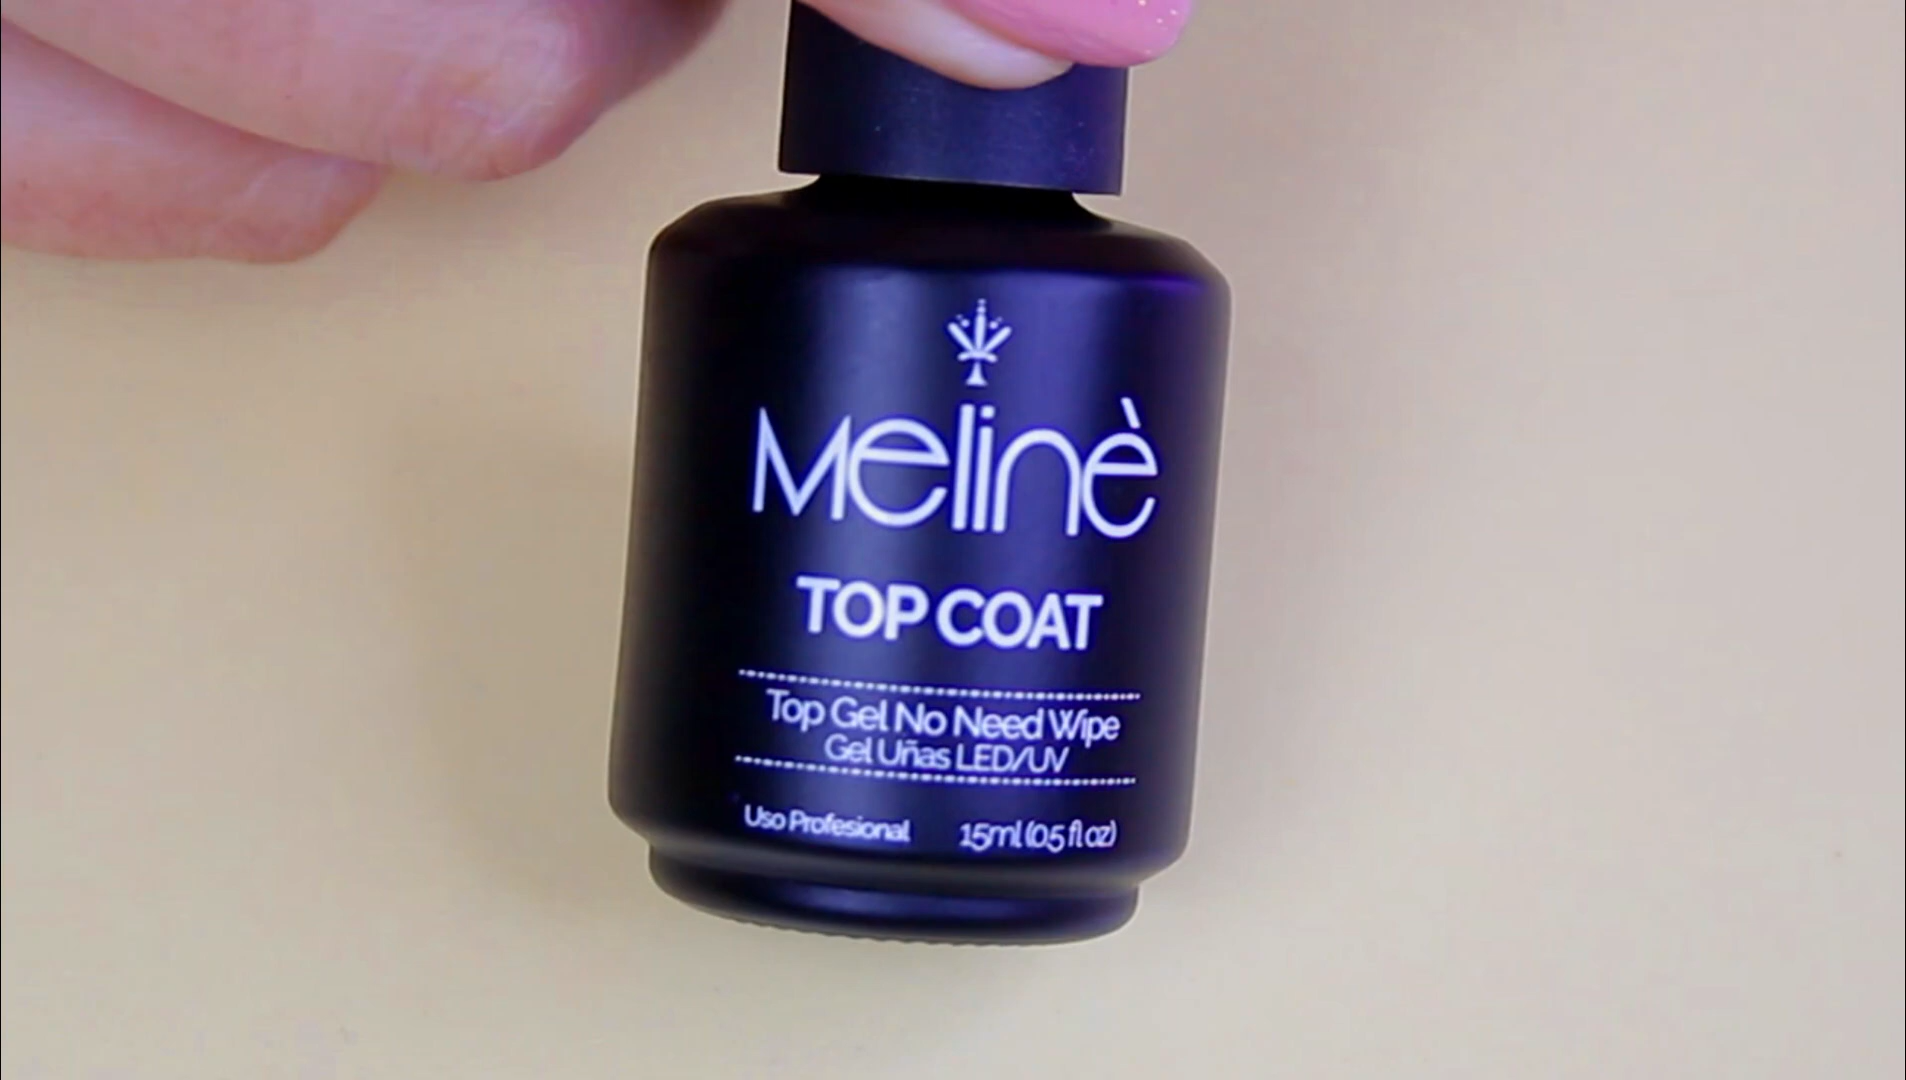 Melinè
TOP COAT
Top Gel No Need Wipe
Gel Uñas LED/UV
Uso Profesional 15ml (0.5 fl oz)